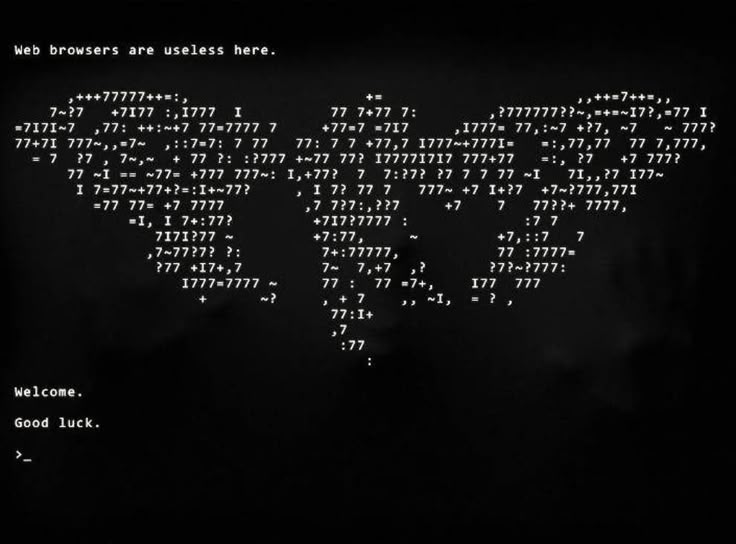 Web browsers are useless here.
,+++77777++=:, += ,,++=7++=,,
7~?7 +7I77 :,I777 I 77 7+77 7: ,?777777??~,=+=~I7?,=77 I
=7I7I~7 ,77: ++:~+7 77=7777 7 +77=7 =7I7 ,I777= 77,:~7 +?7, ~7 ~ 777?
77+7I 777~,,=7~ ,::7=7: 7 77 77: 7 7 +77,7 I777~+777I= =:,77,77 77 7,777,
= 7 ?7 , 7~,~ + 77 ?: :?777 +~77 77? I7777I7I7 777+77 =:, ?7 +7 777?
77 ~I == ~77= +777 777~: I,+77? 7 7:?7? ?7 7 7 77 ~I 7I,,?7 I77~
I 7=77~+77+?=:I+~77? , I 7? 77 7 777~ +7 I+?7 +7~?777,77I
=77 77= +7 7777 ,7 7?7:,??7 +7 7 77??+ 7777,
=I, I 7+:77? +7I7?7777 : :7 7
7I7I?77 ~ +7:77, ~ +7,::7 7
,7~77?7? ?: 7+:77777, 77 :7777=
?77 +I7+,7 7~ 7,+7 ,? ?7?~?777:
I777=7777 ~ 77 : 77 =7+, I77 777
+ ~? , + 7 ,, ~I, = ? ,
77:I+
,7
:77
:
Welcome.
Good luck.
>_